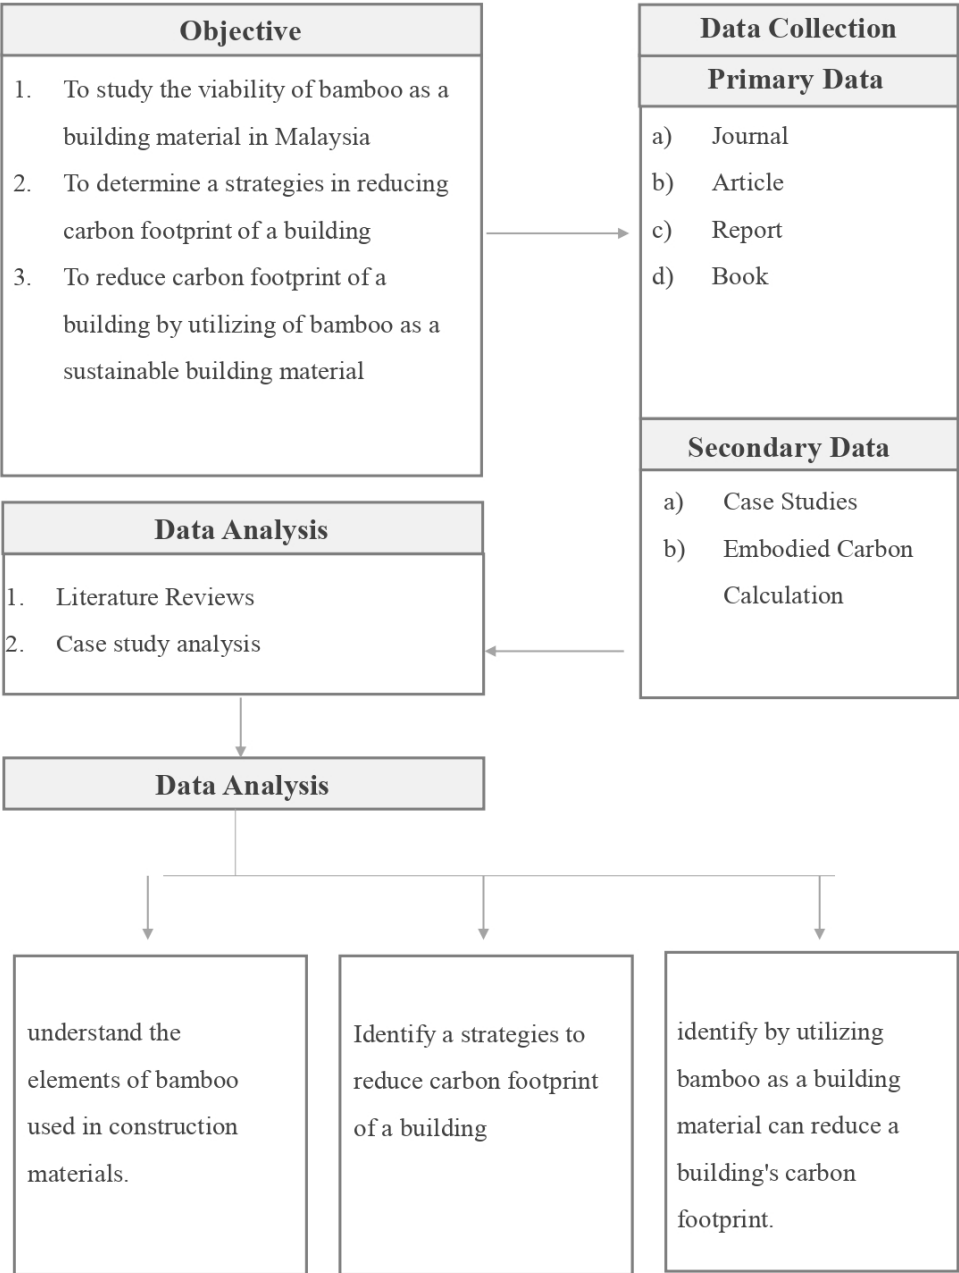 Objective
1. To study the viability of bamboo as a
building material in Malaysia
2. To determine a strategies in reducing
carbon footprint of a building
3. To reduce carbon footprint of a
building by utilizing of bamboo as a
sustainable building material
Data Collection
Primary Data
a) Journal
b) Article
c) Report
d) Book
Secondary Data
a) Case Studies
b) Embodied Carbon
Calculation
Data Analysis
1. Literature Reviews
2. Case study analysis
Data Analysis
understand the
elements of bamboo
used in construction
materials.
Identify a strategies to
reduce carbon footprint
of a building
identify by utilizing
bamboo as a building
material can reduce a
building's carbon
footprint.